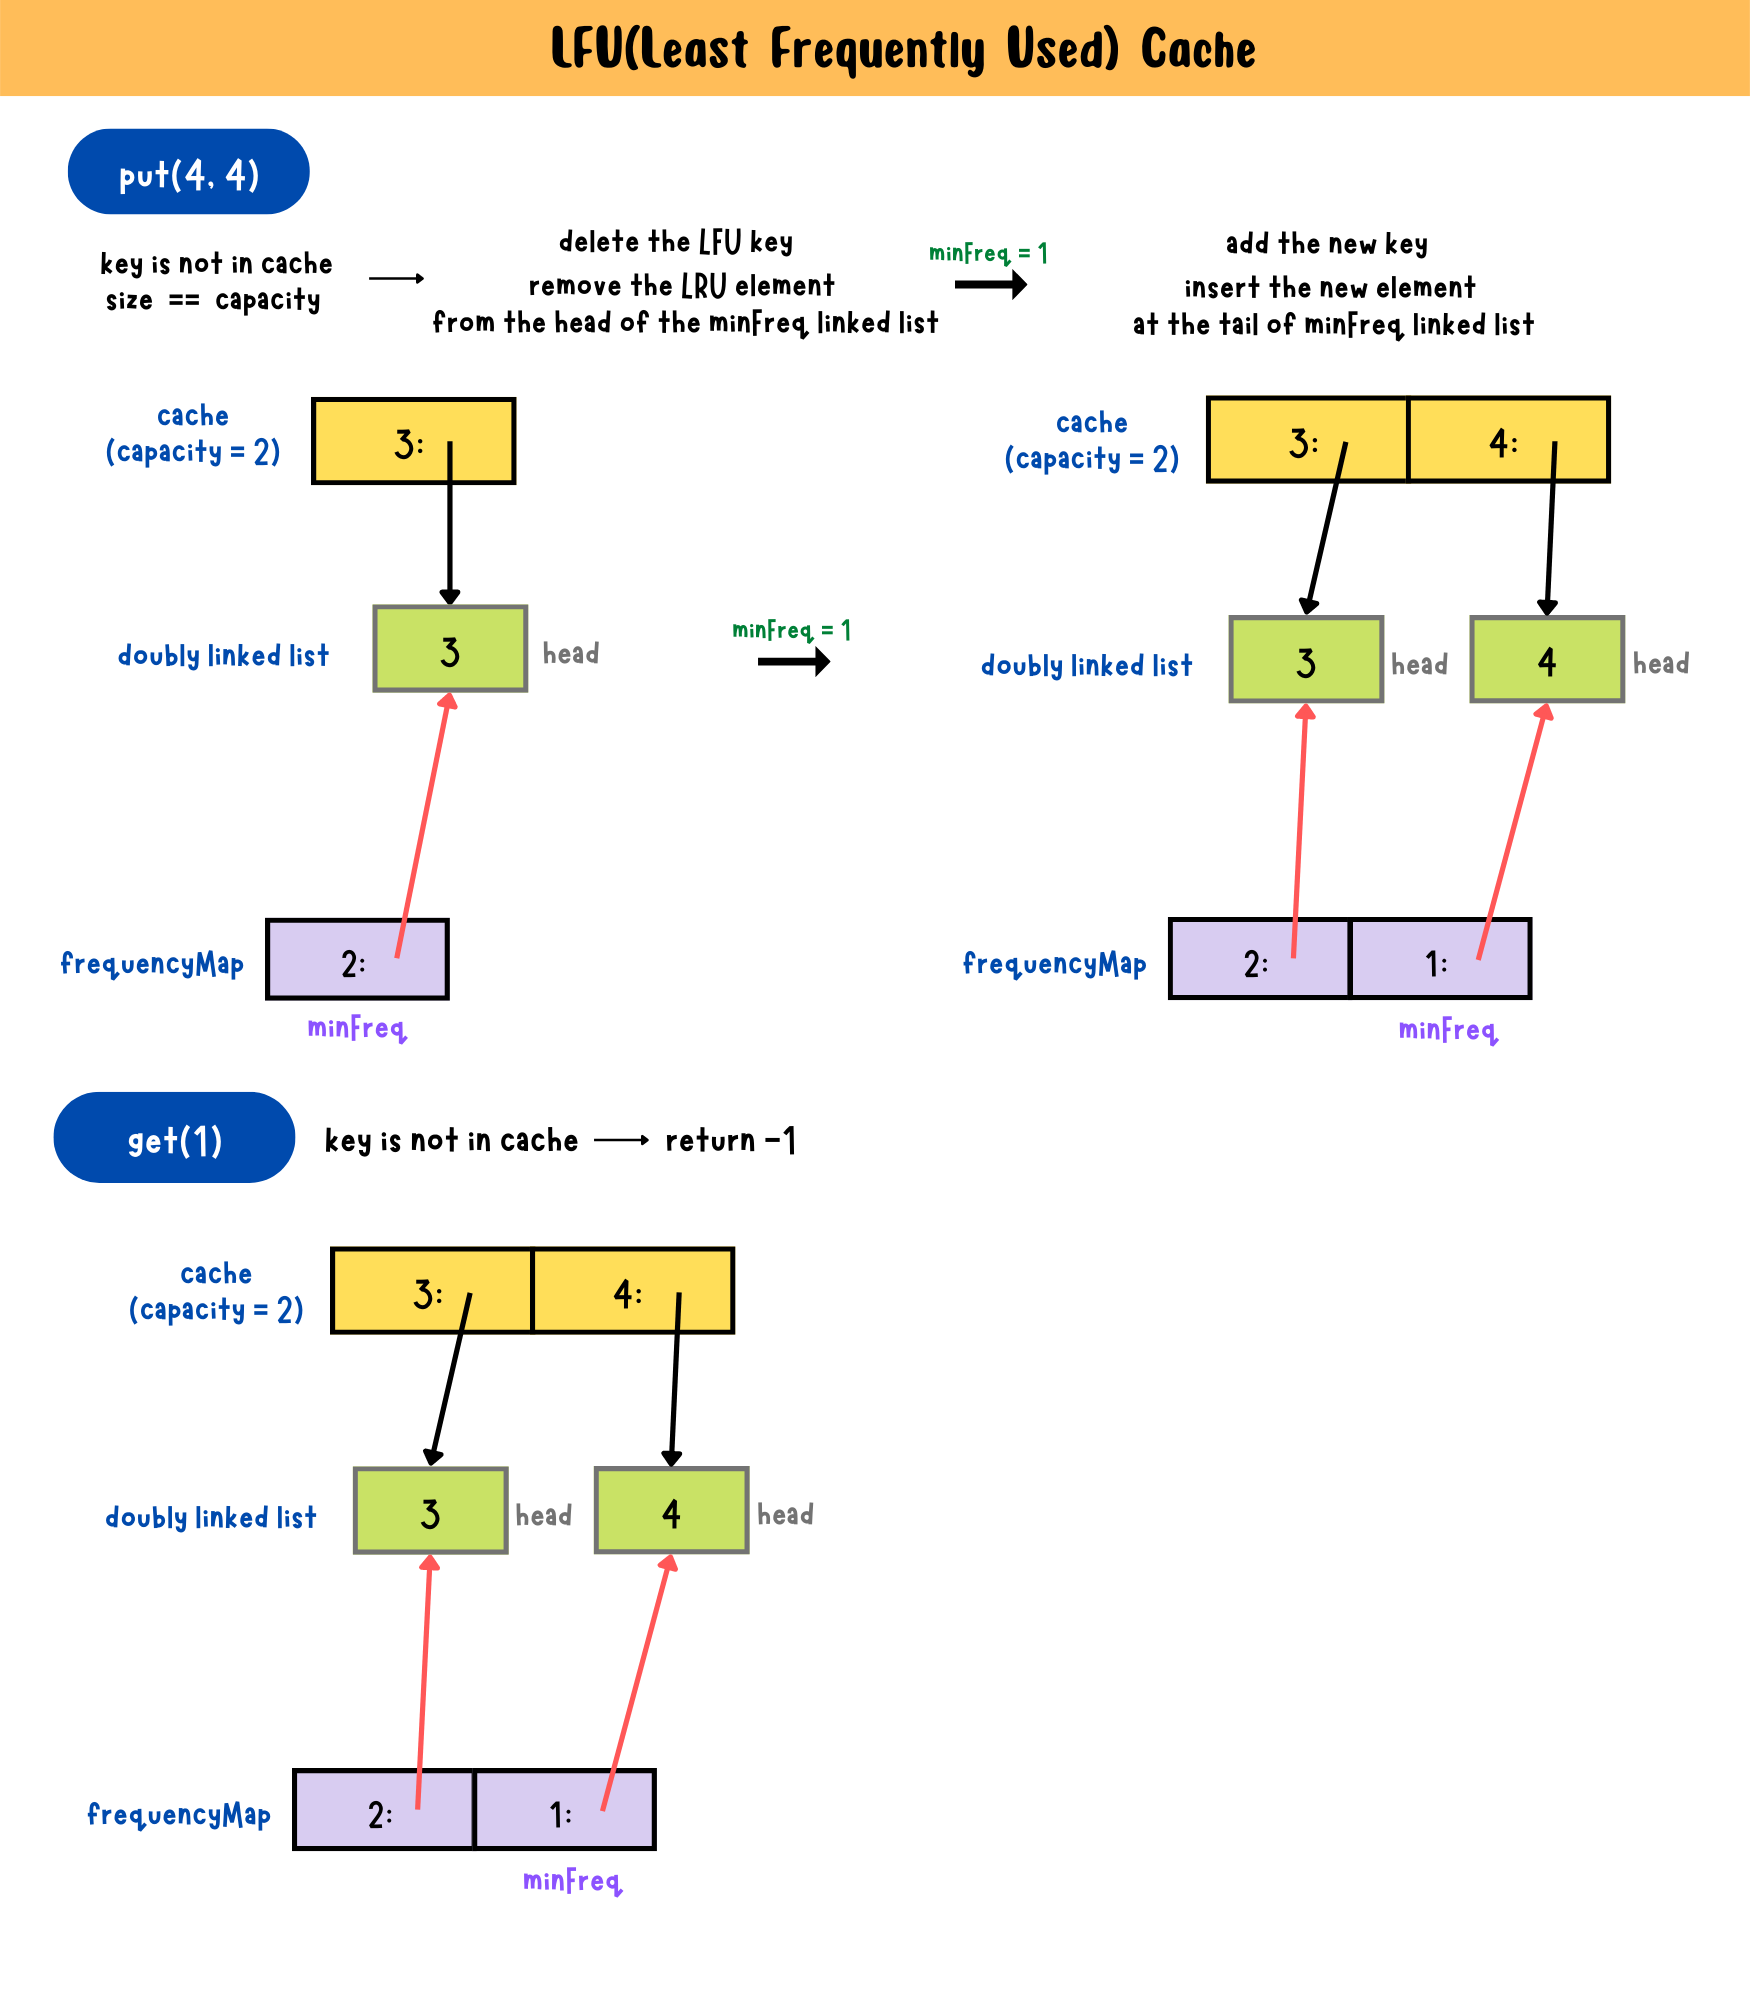 LFU(Least Frequently Used) Cache
put(4, 4)
key is not in cache
size == capacity
delete the LFU key
remove the LRU element
from the head of the minFreq linked list
minFreq = 1
add the new key
insert the new element
at the tail of minFreq linked list
cache
(capacity = 2)
3:
cache
(capacity = 2)
3:
4:
doubly linked list
3
head
minFreq = 1
doubly linked list
3
head
4
head
frequencyMap
2:
minFreq
frequencyMap
2:
1:
minFreq
get(1)
key is not in cache
return -1
cache
(capacity = 2)
3:
4:
doubly linked list
3
head
4
head
frequencyMap
2:
1:
minFreq